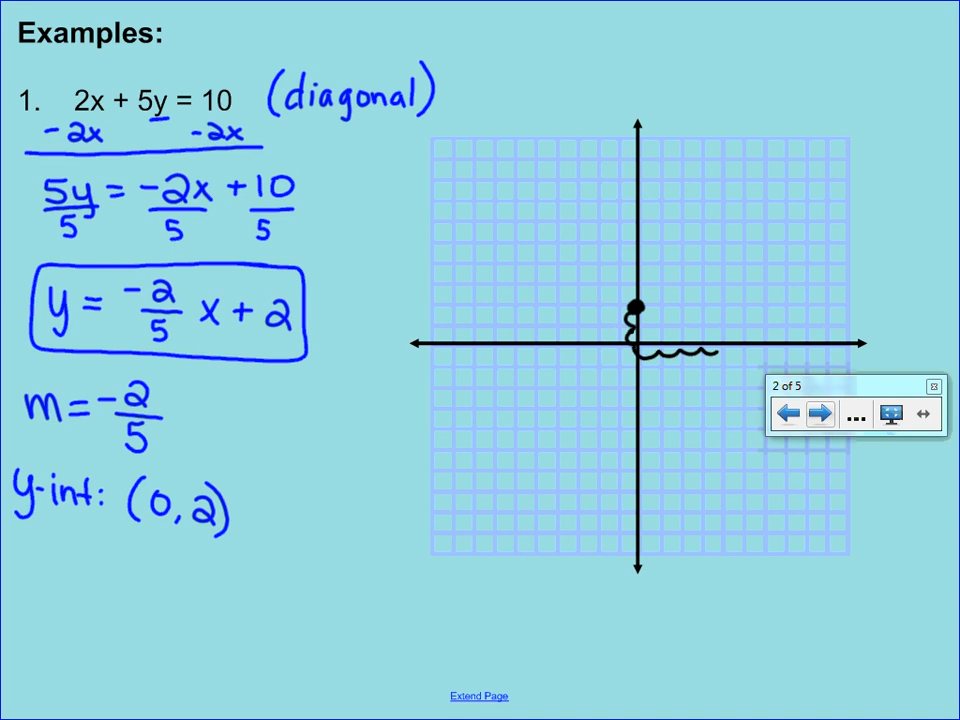 Examples:
1. 2x + 5y = 10 (diagonal)
-2x - -2x
5y/5 = -2x/5 + 10/5
y = -2/5 x + 2
m = -2/5
y-int: (0, 2)
2 of 5
Extend Page